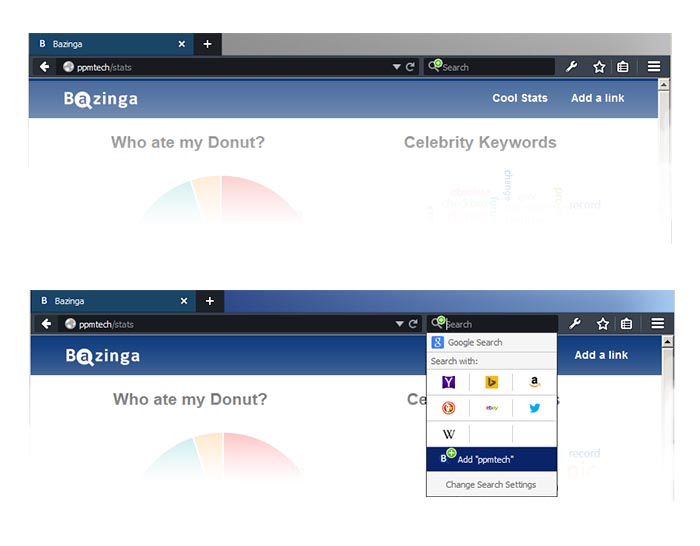 B Bazinga × +
ppmtech/stats Search
Bazinga Cool Stats Add a link
Who ate my Donut? Celebrity Keywords
change
absolute
checkbox
record
B Bazinga × +
ppmtech/stats Search
g Google Search
Bazinga Add a link
Search with:
Who ate my Donut? Ce s
Y b a
ebay
W
record
B Add "ppmtech"
Change Search Settings